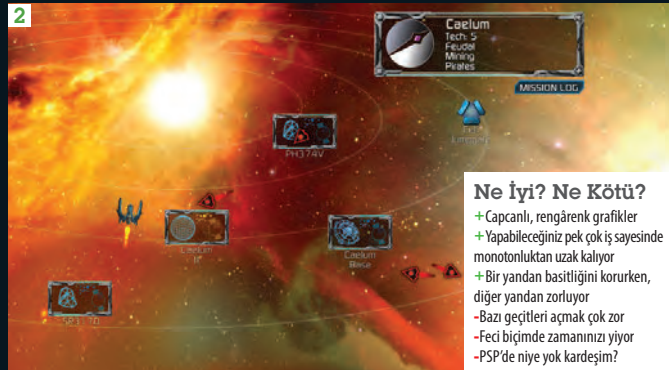 2
Caelum
Tech: 5
Feudal
Mining
Pirates
MISSION LOG
PH374V
Caelum
Base
Ne İyi? Ne Kötü?
+Capcanlı, rengârenk grafikler
+Yapabileceğiniz pek çok iş sayesinde
monotonluktan uzak kalıyor
+Bir yandan basitliğini korurken,
diğer yandan zorluyor
-Bazı geçitleri açmak çok zor
-Feci biçimde zamanınızı yiyor
-PSP'de niye yok kardeşim?